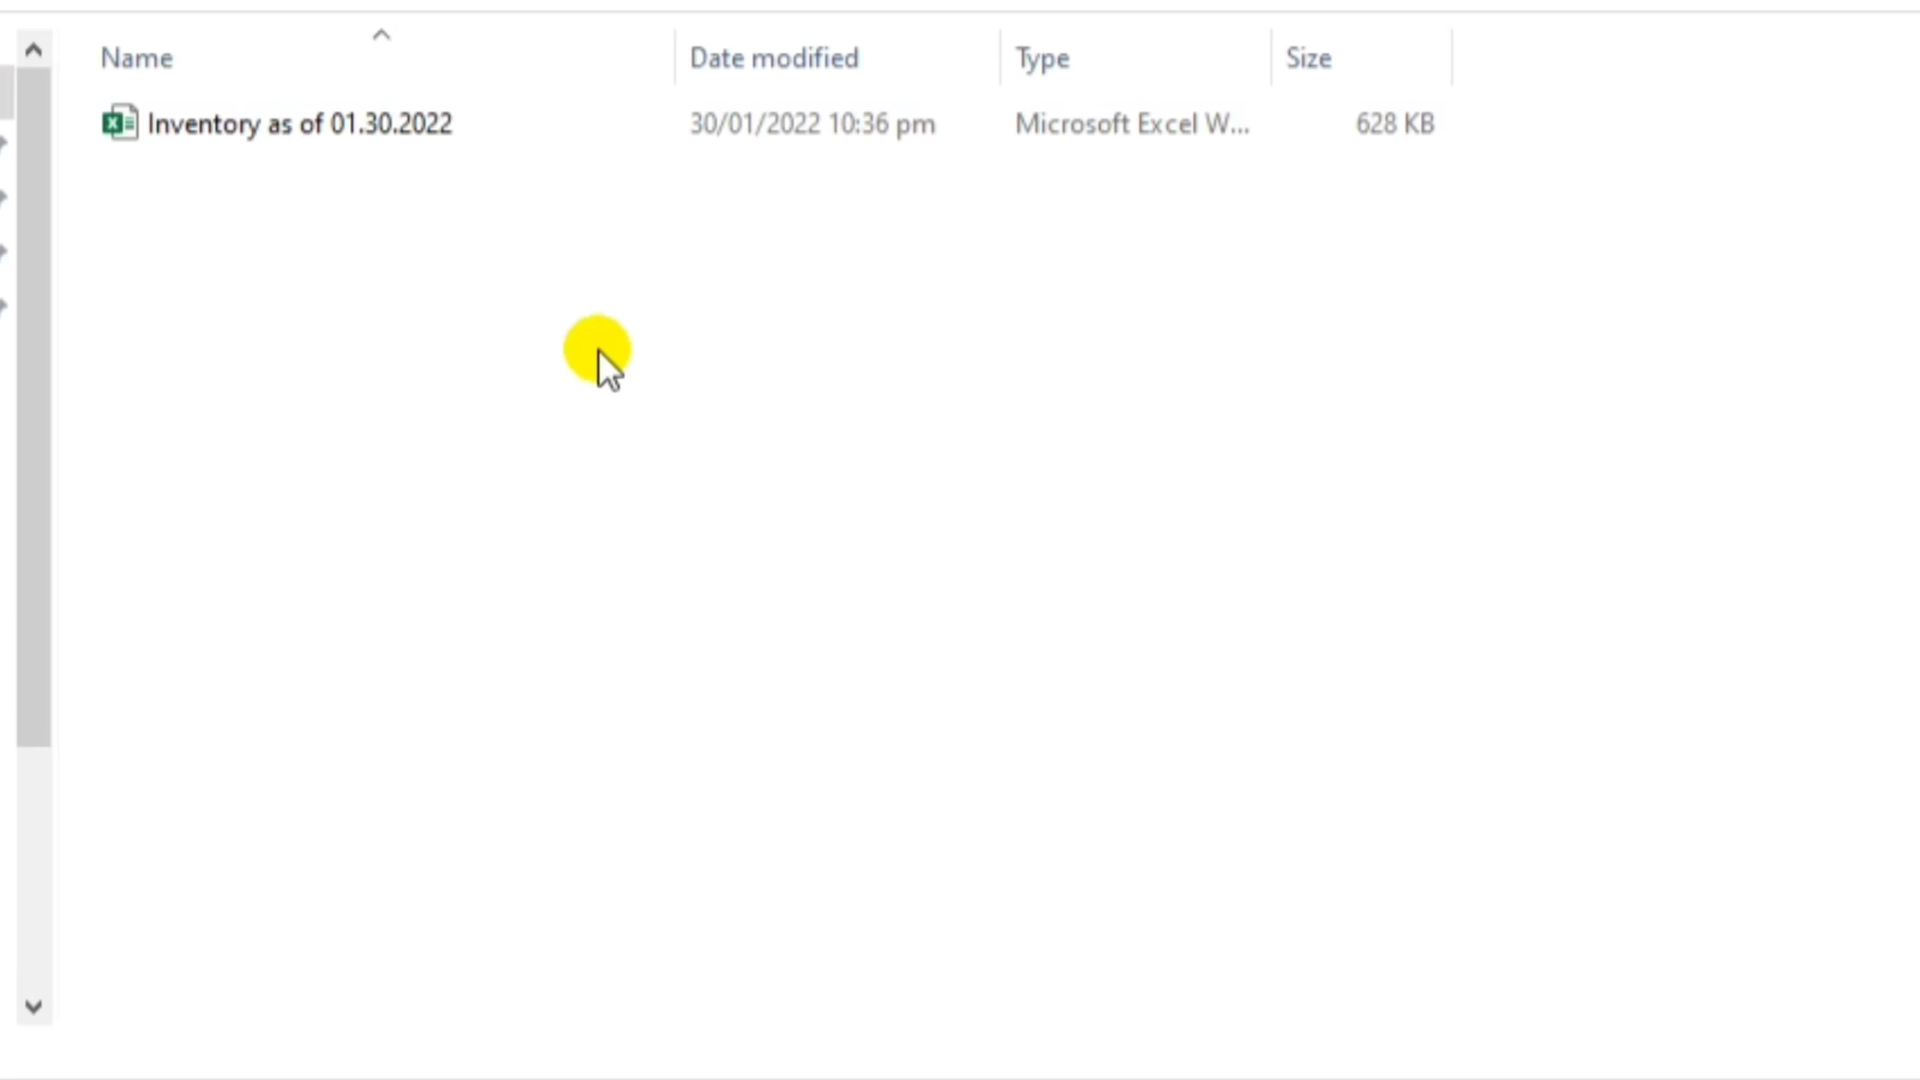 Name Date modified Type Size
Inventory as of 01.30.2022 30/01/2022 10:36 pm Microsoft Excel W... 628 KB